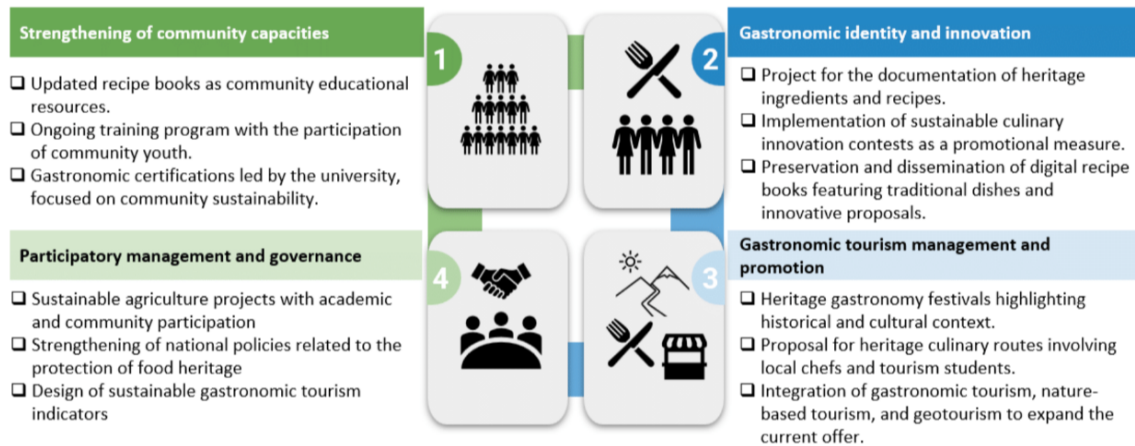 Strengthening of community capacities
❑ Updated recipe books as community educational
resources.
❑ Ongoing training program with the participation
of community youth.
❑ Gastronomic certifications led by the university,
focused on community sustainability.
1
2
Gastronomic identity and innovation
❑ Project for the documentation of heritage
ingredients and recipes.
❑ Implementation of sustainable culinary
innovation contests as a promotional measure.
❑ Preservation and dissemination of digital recipe
books featuring traditional dishes and
innovative proposals.
Participatory management and governance
❑ Sustainable agriculture projects with academic
and community participation
❑ Strengthening of national policies related to the
protection of food heritage
❑ Design of sustainable gastronomic tourism
indicators
4
3
Gastronomic tourism management and
promotion
❑ Heritage gastronomy festivals highlighting
historical and cultural context.
❑ Proposal for heritage culinary routes involving
local chefs and tourism students.
❑ Integration of gastronomic tourism, nature-
based tourism, and geotourism to expand the
current offer.